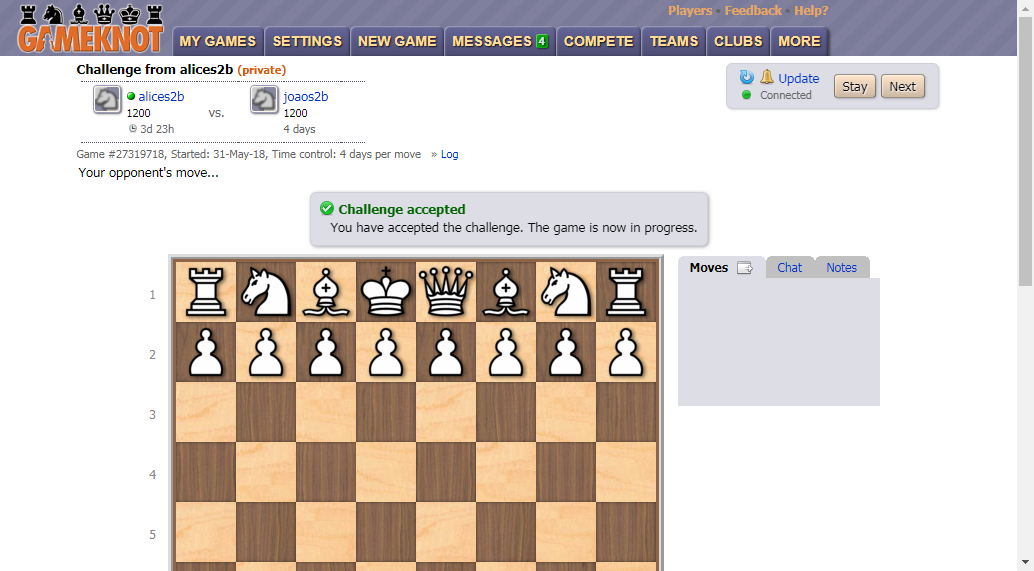 Players • Feedback • Help?
GAMEKNOT
MY GAMES SETTINGS NEW GAME MESSAGES 4 COMPETE TEAMS CLUBS MORE
Challenge from alices2b (private)
alices2b
1200
3d 23h
vs.
joaos2b
1200
4 days
Update
Connected
Stay
Next
Game #27319718, Started: 31-May-18, Time control: 4 days per move » Log
Your opponent's move...
Challenge accepted
You have accepted the challenge. The game is now in progress.
Moves Chat Notes
1
2
3
4
5